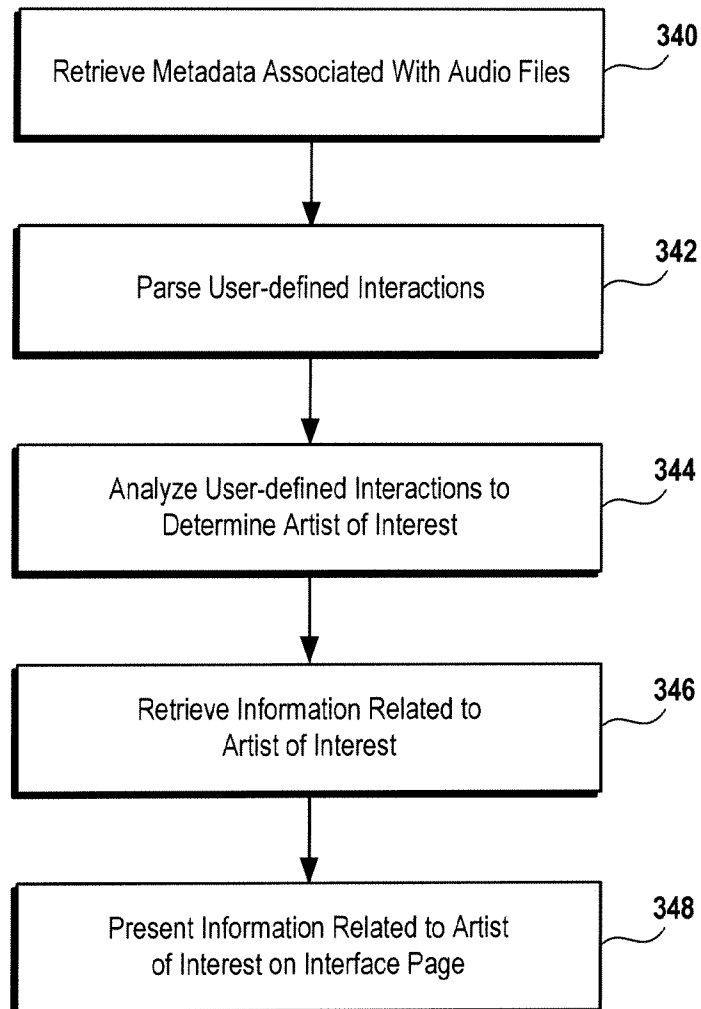 340
Retrieve Metadata Associated With Audio Files
342
Parse User-defined Interactions
344
Analyze User-defined Interactions to
Determine Artist of Interest
346
Retrieve Information Related to
Artist of Interest
348
Present Information Related to Artist
of Interest on Interface Page